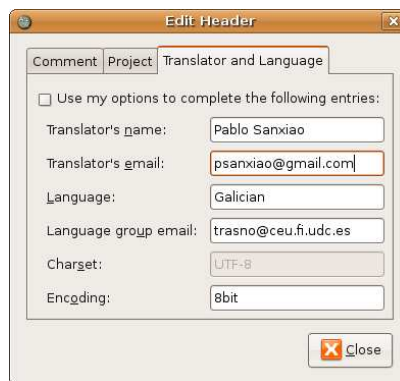 Edit Header
Comment Project Translator and Language
Use my options to complete the following entries:
Translator's name: Pablo Sanxiao
Translator's email: psanxiao@gmail.com
Language: Galician
Language group email: trasno@ceu.fi.udc.es
Charset: UTF-8
Encoding: 8bit
Close